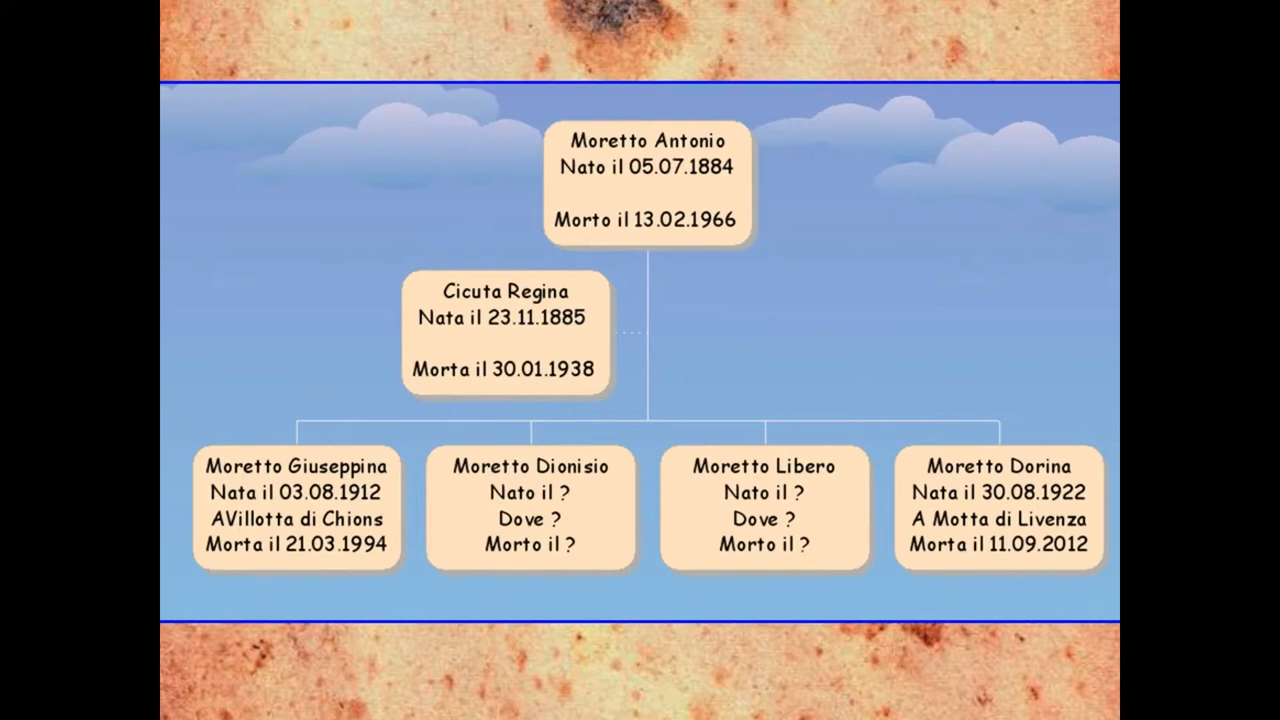 Moretto Antonio
Nato il 05.07.1884
Morto il 13.02.1966
Cicuta Regina
Nata il 23.11.1885
Morta il 30.01.1938
Moretto Giuseppina
Nata il 03.08.1912
AVillotta di Chions
Morta il 21.03.1994
Moretto Dionisio
Nato il ?
Dove ?
Morto il ?
Moretto Libero
Nato il ?
Dove ?
Morto il ?
Moretto Dorina
Nata il 30.08.1922
A Motta di Livenza
Morta il 11.09.2012